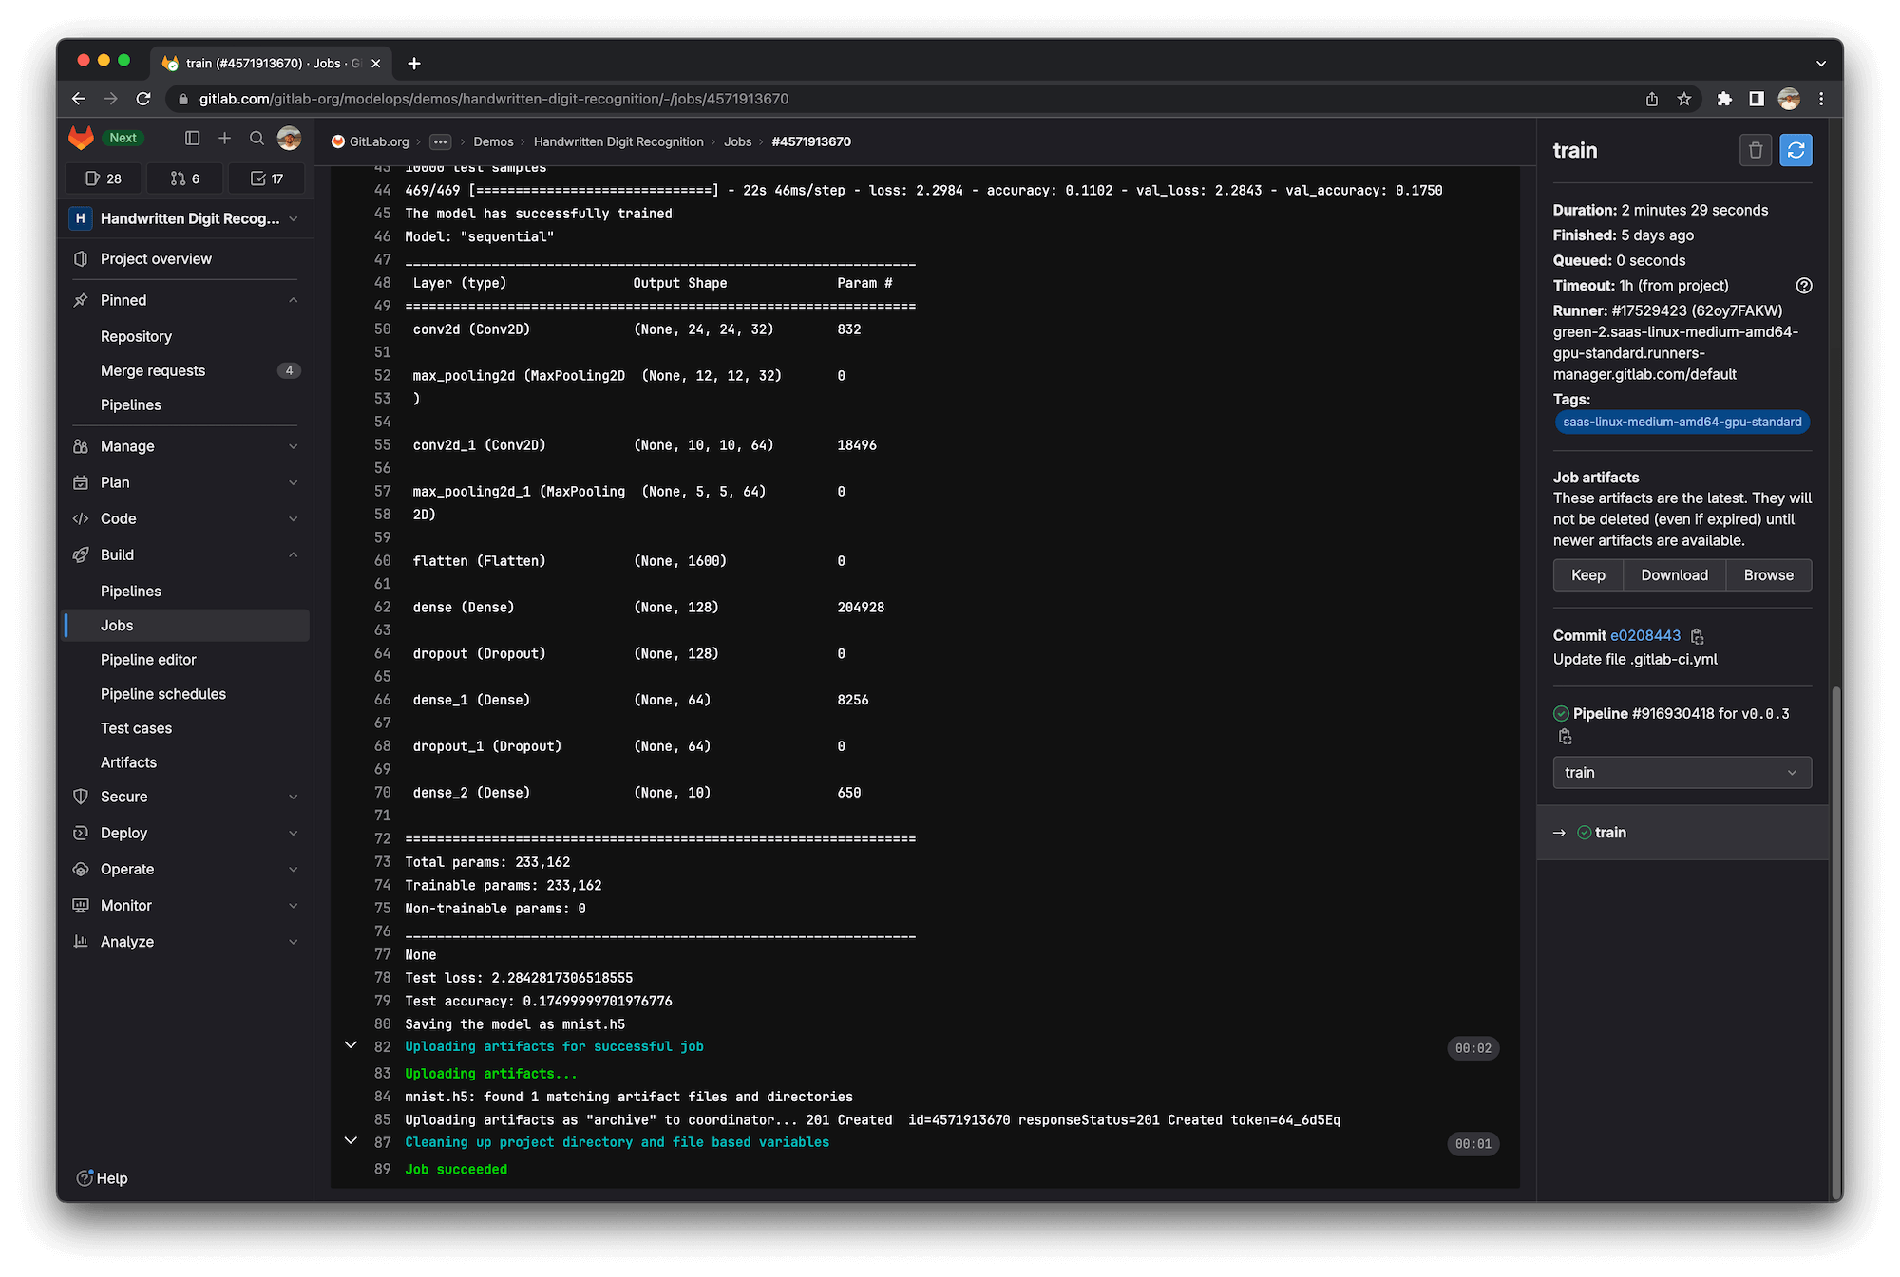 train (#4571913670) · Jobs · G
gitlab.com/gitlab-org/modelops/demos/handwritten-digit-recognition/-/jobs/4571913670
Next
28
6
17
H Handwritten Digit Recog...
Project overview
Pinned
Repository
Merge requests 4
Pipelines
Manage
Plan
Code
Build
Pipelines
Jobs
Pipeline editor
Pipeline schedules
Test cases
Artifacts
Secure
Deploy
Operate
Monitor
Analyze
Help
GitLab.org › ... › Demos › Handwritten Digit Recognition › Jobs › #4571913670
43 10000 test samples
44 469/469 [==============================] - 22s 46ms/step - loss: 2.2984 - accuracy: 0.1102 - val_loss: 2.2843 - val_accuracy: 0.1750
45 The model has successfully trained
46 Model: "sequential"
47 _________________________________________________________________
48 Layer (type) Output Shape Param #
49 =================================================================
50 conv2d (Conv2D) (None, 24, 24, 32) 832
51
52 max_pooling2d (MaxPooling2D (None, 12, 12, 32) 0
53 )
54
55 conv2d_1 (Conv2D) (None, 10, 10, 64) 18496
56
57 max_pooling2d_1 (MaxPooling (None, 5, 5, 64) 0
58 2D)
59
60 flatten (Flatten) (None, 1600) 0
61
62 dense (Dense) (None, 128) 204928
63
64 dropout (Dropout) (None, 128) 0
65
66 dense_1 (Dense) (None, 64) 8256
67
68 dropout_1 (Dropout) (None, 64) 0
69
70 dense_2 (Dense) (None, 10) 650
71
72 =================================================================
73 Total params: 233,162
74 Trainable params: 233,162
75 Non-trainable params: 0
76 _________________________________________________________________
77 None
78 Test loss: 2.2842817306518555
79 Test accuracy: 0.17499999701976776
80 Saving the model as mnist.h5
82 Uploading artifacts for successful job 00:02
83 Uploading artifacts...
84 mnist.h5: found 1 matching artifact files and directories
85 Uploading artifacts as "archive" to coordinator... 201 Created id=4571913670 responseStatus=201 Created token=64_6d5Eq
87 Cleaning up project directory and file based variables 00:01
89 Job succeeded
train
Duration: 2 minutes 29 seconds
Finished: 5 days ago
Queued: 0 seconds
Timeout: 1h (from project)
Runner: #17529423 (62oy7FAKW)
green-2.saas-linux-medium-amd64-
gpu-standard.runners-
manager.gitlab.com/default
Tags:
saas-linux-medium-amd64-gpu-standard
Job artifacts
These artifacts are the latest. They will
not be deleted (even if expired) until
newer artifacts are available.
Keep Download Browse
Commit e0208443
Update file .gitlab-ci.yml
Pipeline #916930418 for v0.0.3
train
→ train